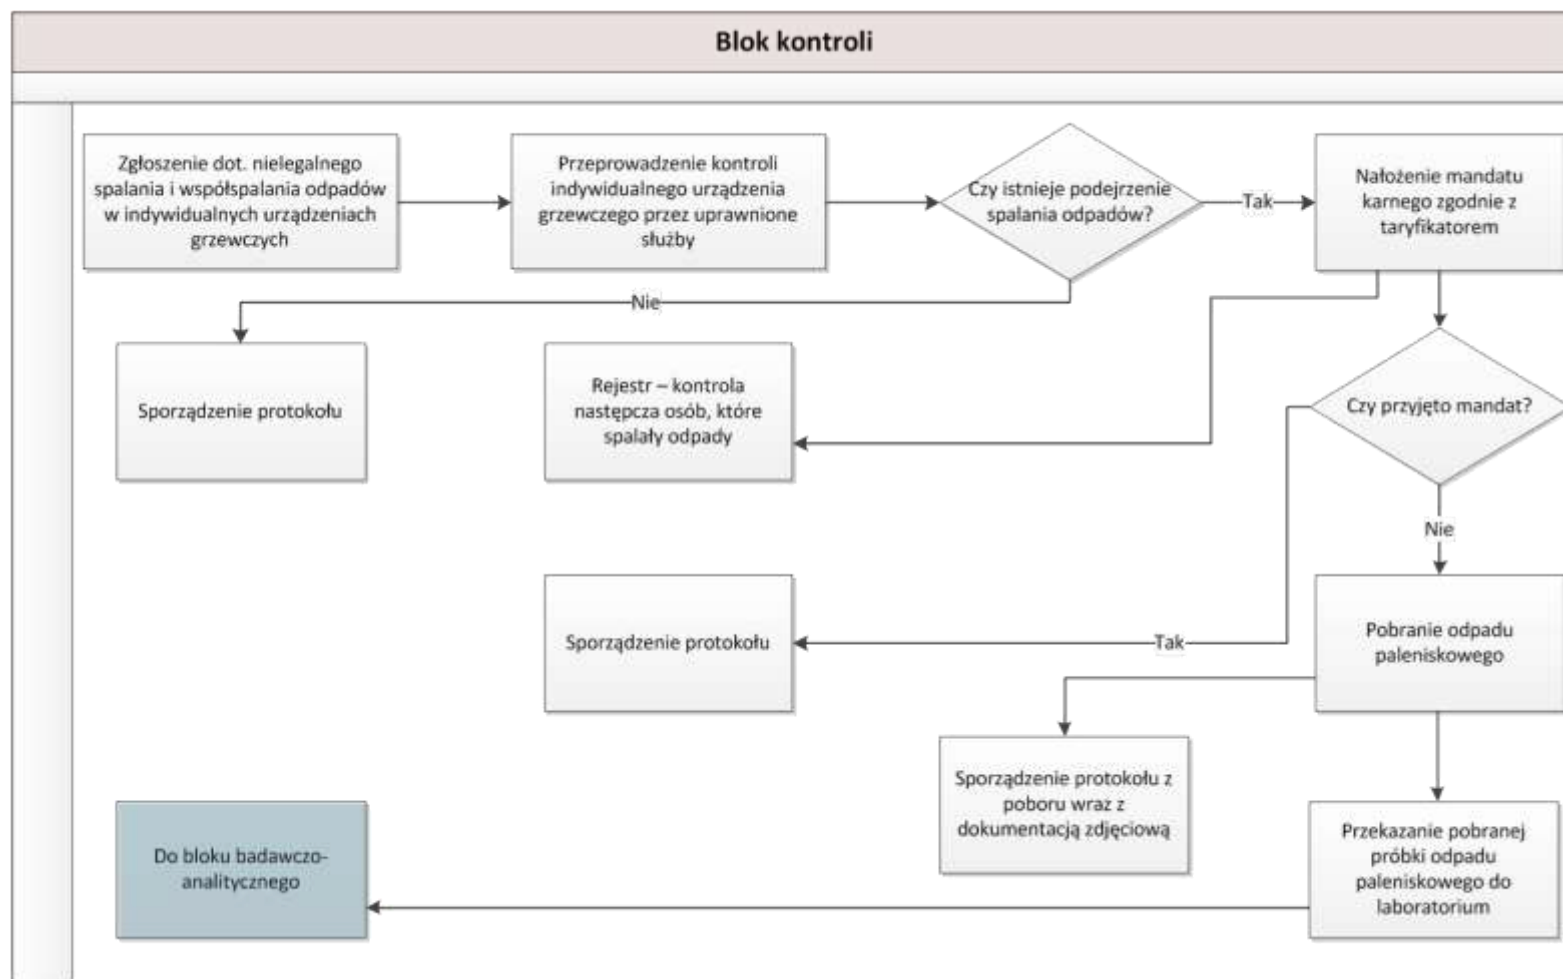 Blok kontroli
Zgłoszenie dot. nielegalnego
spalania i współspalania odpadów
w indywidualnych urządzeniach
grzewczych
Przeprowadzenie kontroli
indywidualnego urządzenia
grzewczego przez uprawnione
służby
Czy istnieje podejrzenie
spalania odpadów?
Tak
Nałożenie mandatu
karnego zgodnie z
taryfikatorem
Nie
Sporządzenie protokołu
Rejestr – kontrola
następcza osób, które
spalały odpady
Czy przyjęto mandat?
Nie
Sporządzenie protokołu
Tak
Pobranie odpadu
paleniskowego
Sporządzenie protokołu z
poboru wraz z
dokumentacją zdjęciową
Do bloku badawczo-
analitycznego
Przekazanie pobranej
próbki odpadu
paleniskowego do
laboratorium